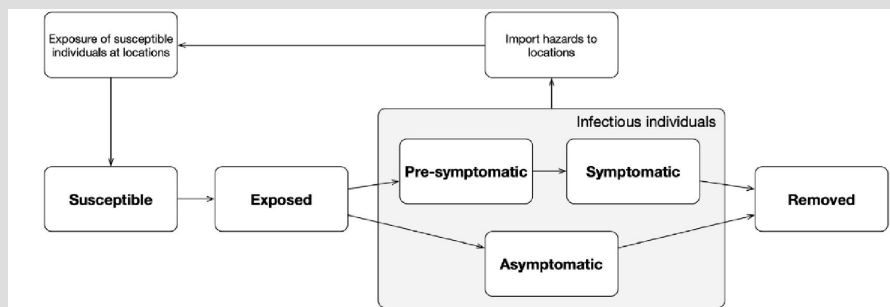 Exposure of susceptible
individuals at locations
Import hazards to
locations
Infectious individuals
Pre-symptomatic
Symptomatic
Susceptible
Exposed
Removed
Asymptomatic